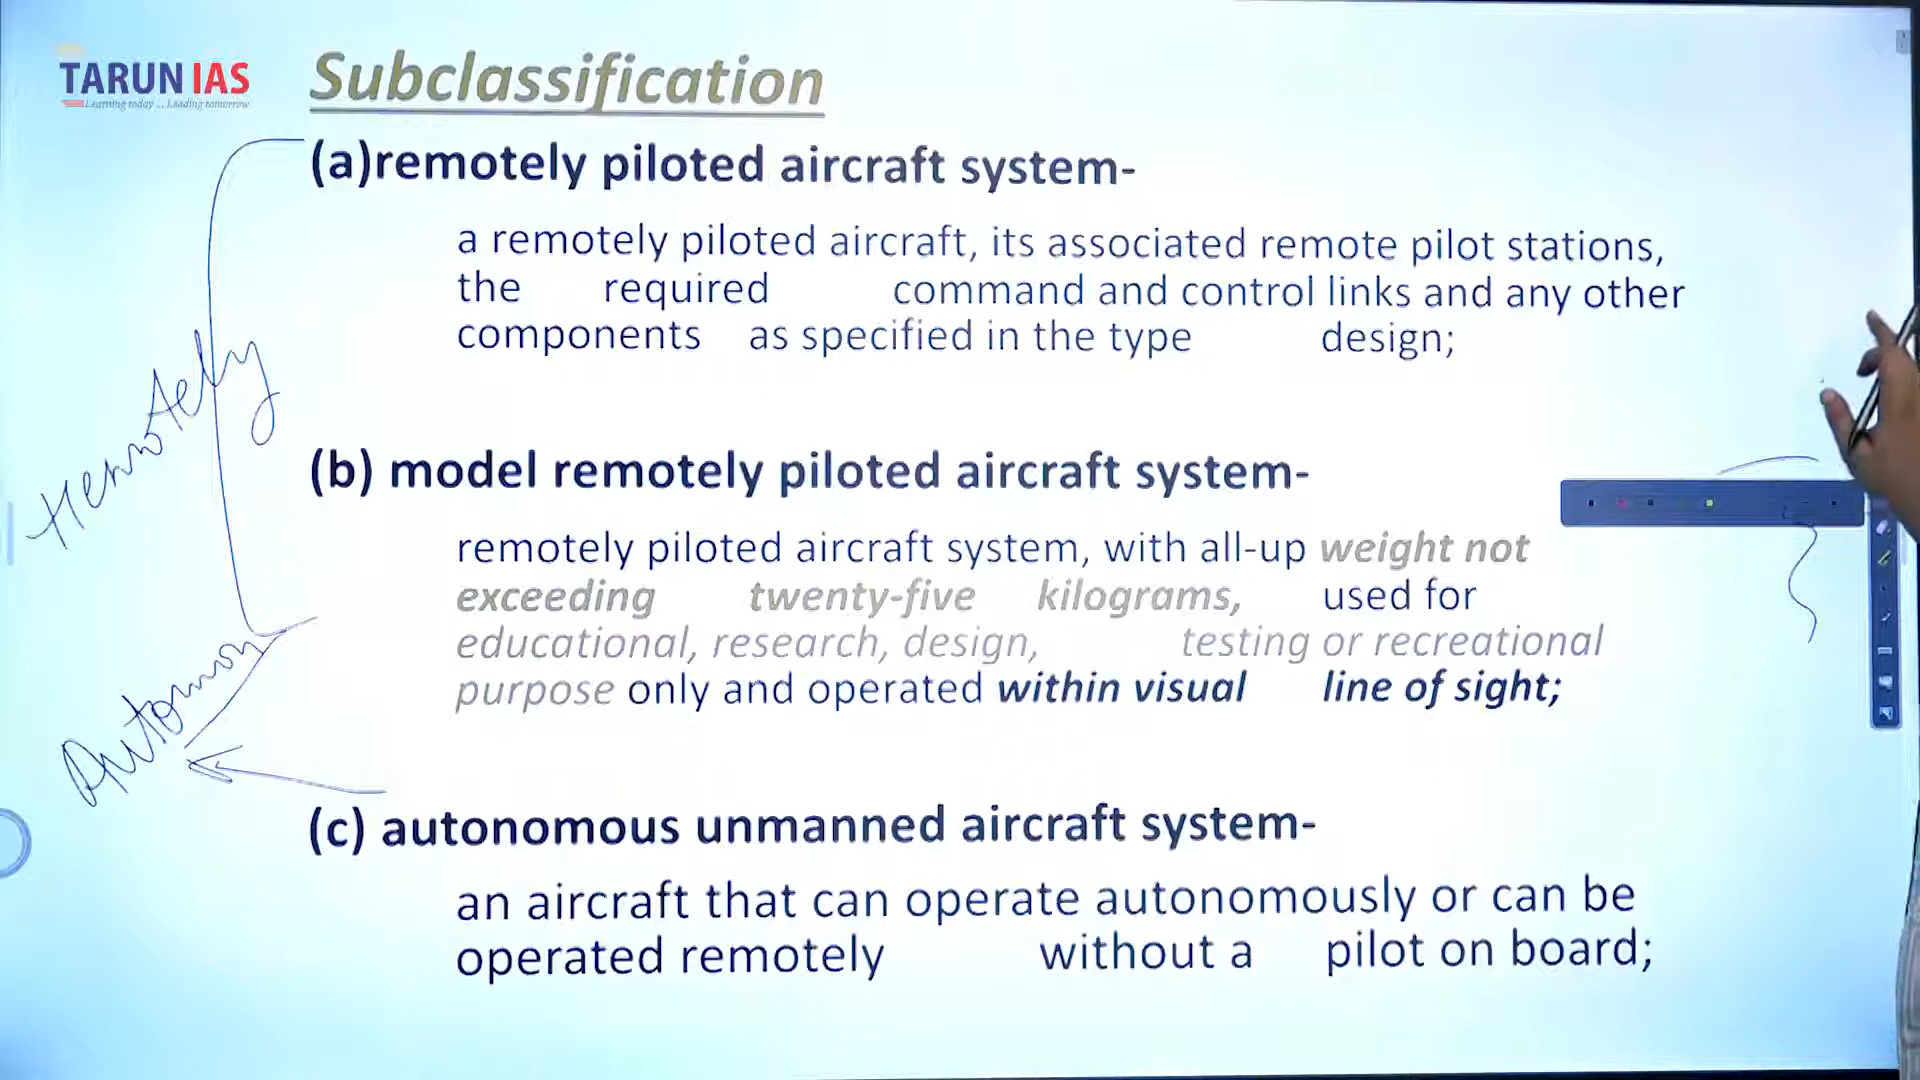 TARUN IAS
Learning today ... Leading tomorrow
Subclassification
(a)remotely piloted aircraft system-
a remotely piloted aircraft, its associated remote pilot stations,
the required command and control links and any other
components as specified in the type design;
Remotely
(b) model remotely piloted aircraft system-
remotely piloted aircraft system, with all-up weight not
exceeding twenty-five kilograms, used for
educational, research, design, testing or recreational
purpose only and operated within visual line of sight;
(c) autonomous unmanned aircraft system-
an aircraft that can operate autonomously or can be
operated remotely without a pilot on board;